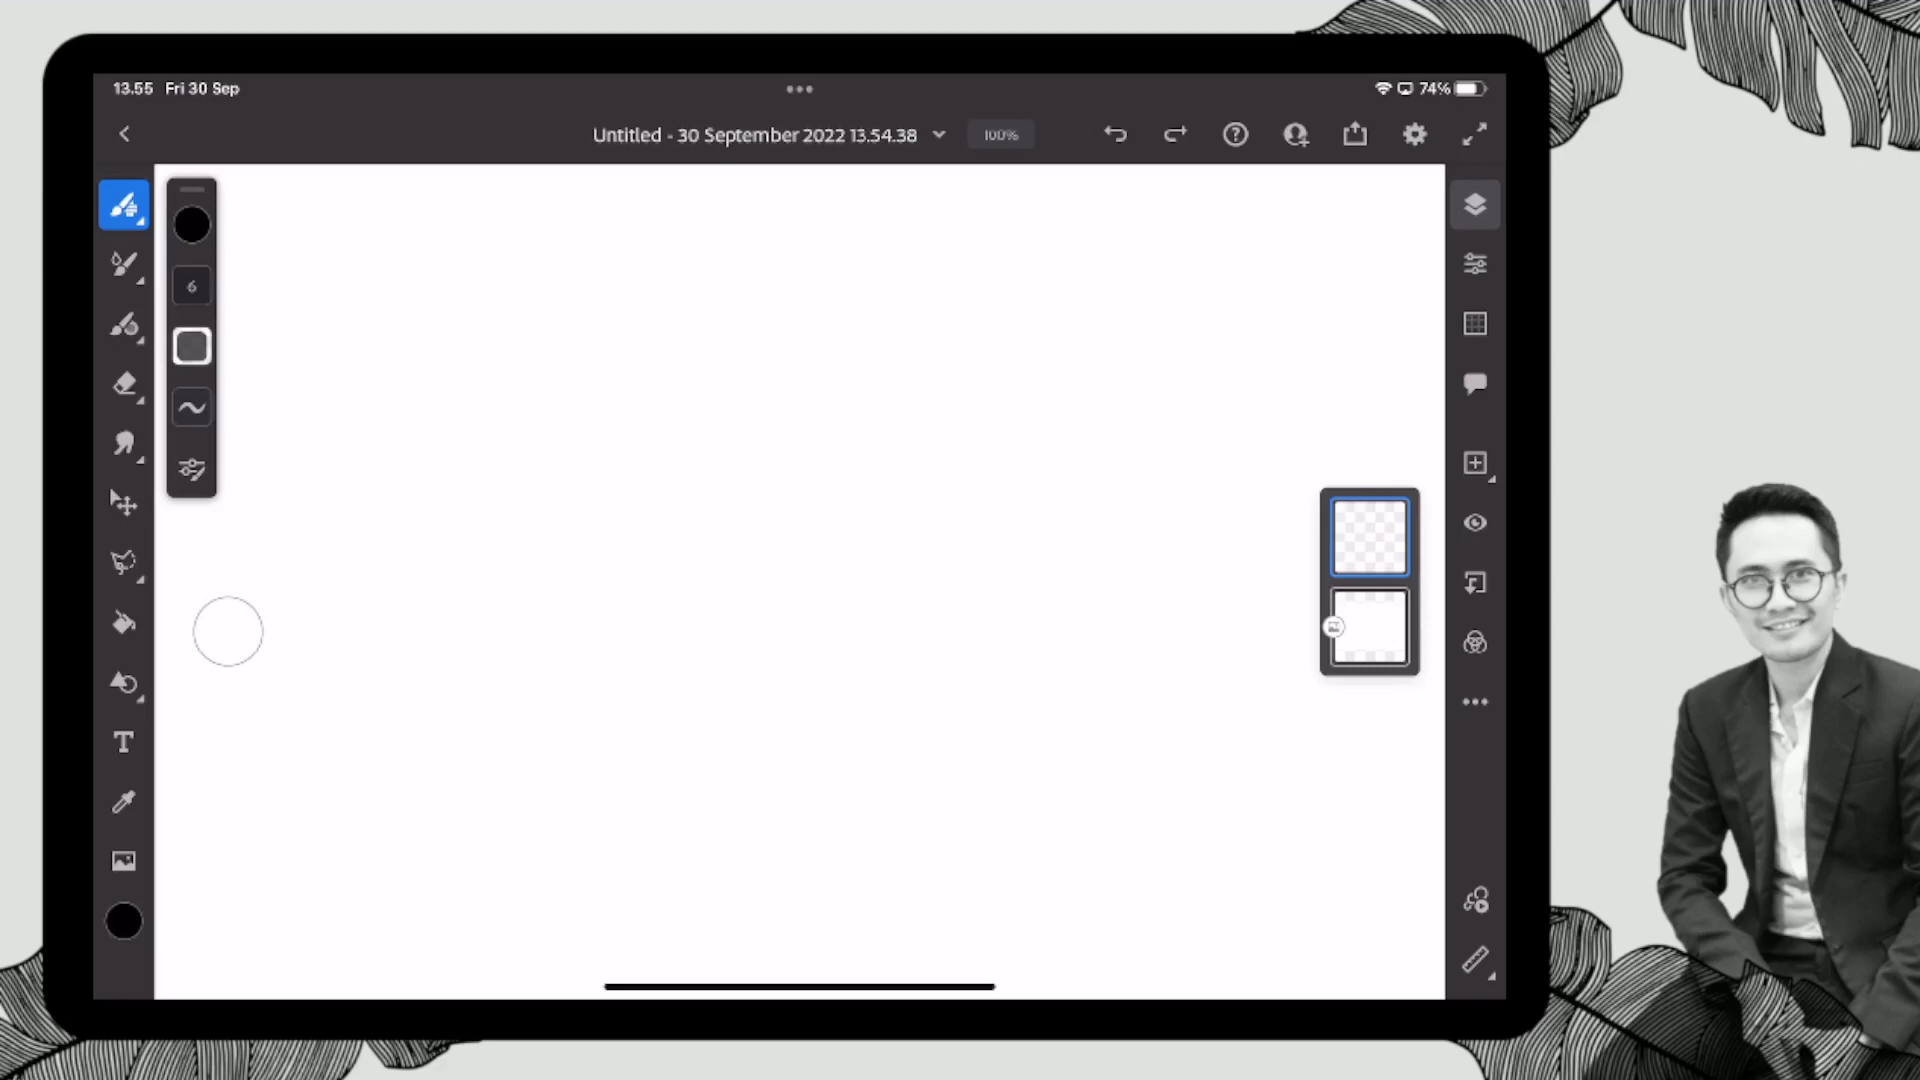 13.55 Fri 30 Sep
74%
Untitled - 30 September 2022 13.54.38
100%
6
T